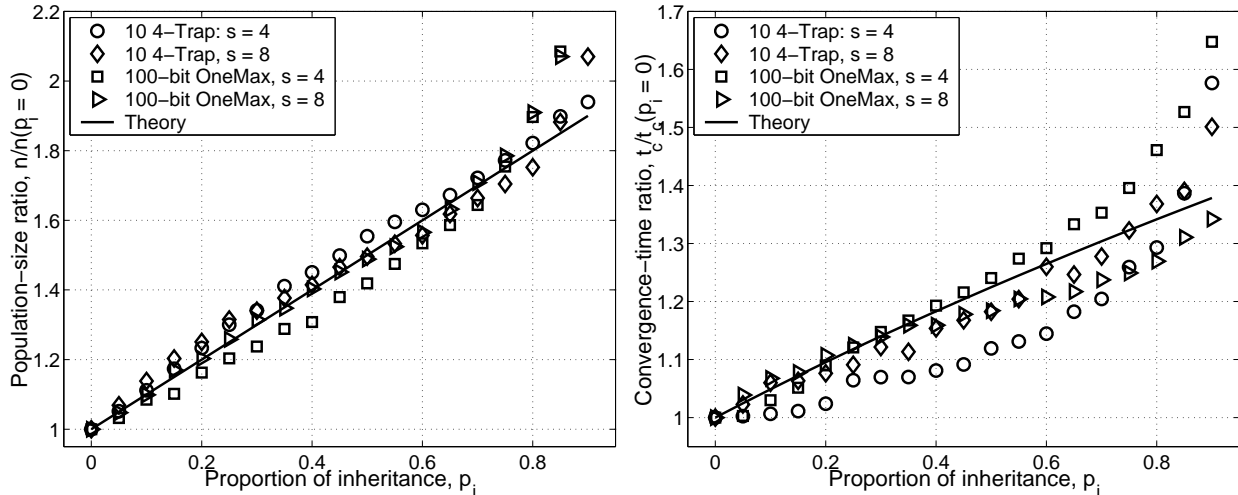 Population−size ratio, n/n(p_i = 0)
2.2
2
1.8
1.6
1.4
1.2
1
10 4−Trap: s = 4
10 4−Trap, s = 8
100−bit OneMax, s = 4
100−bit OneMax, s = 8
Theory
0 0.2 0.4 0.6 0.8
Proportion of inheritance, p_i
Convergence−time ratio, t_c/t_c(p_i = 0)
1.7
1.6
1.5
1.4
1.3
1.2
1.1
1
10 4−Trap: s = 4
10 4−Trap, s = 8
100−bit OneMax, s = 4
100−bit OneMax, s = 8
Theory
0 0.2 0.4 0.6 0.8
Proportion of inheritance, p_i